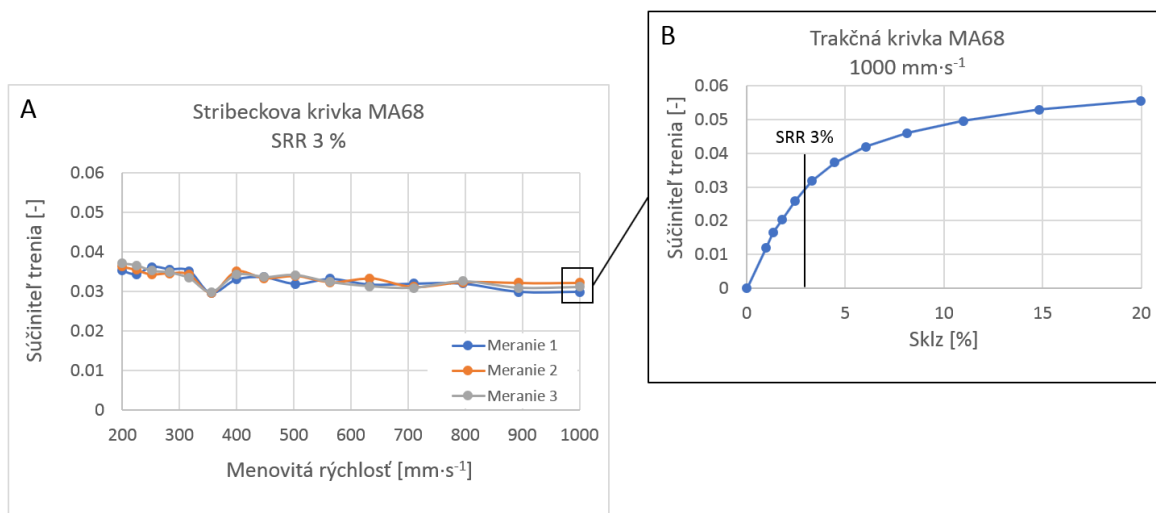 A
Stribeckova krivka MA68
SRR 3 %
Súčiniteľ trenia [-]
0.06
0.05
0.04
0.03
0.02
0.01
0
200 300 400 500 600 700 800 900 1000
Menovitá rýchlosť [mm·s⁻¹]
Meranie 1
Meranie 2
Meranie 3
B
Trakčná krivka MA68
1000 mm·s⁻¹
Súčiniteľ trenia [-]
0.06
0.05
0.04
0.03
0.02
0.01
0
SRR 3%
0 5 10 15 20
Sklz [%]